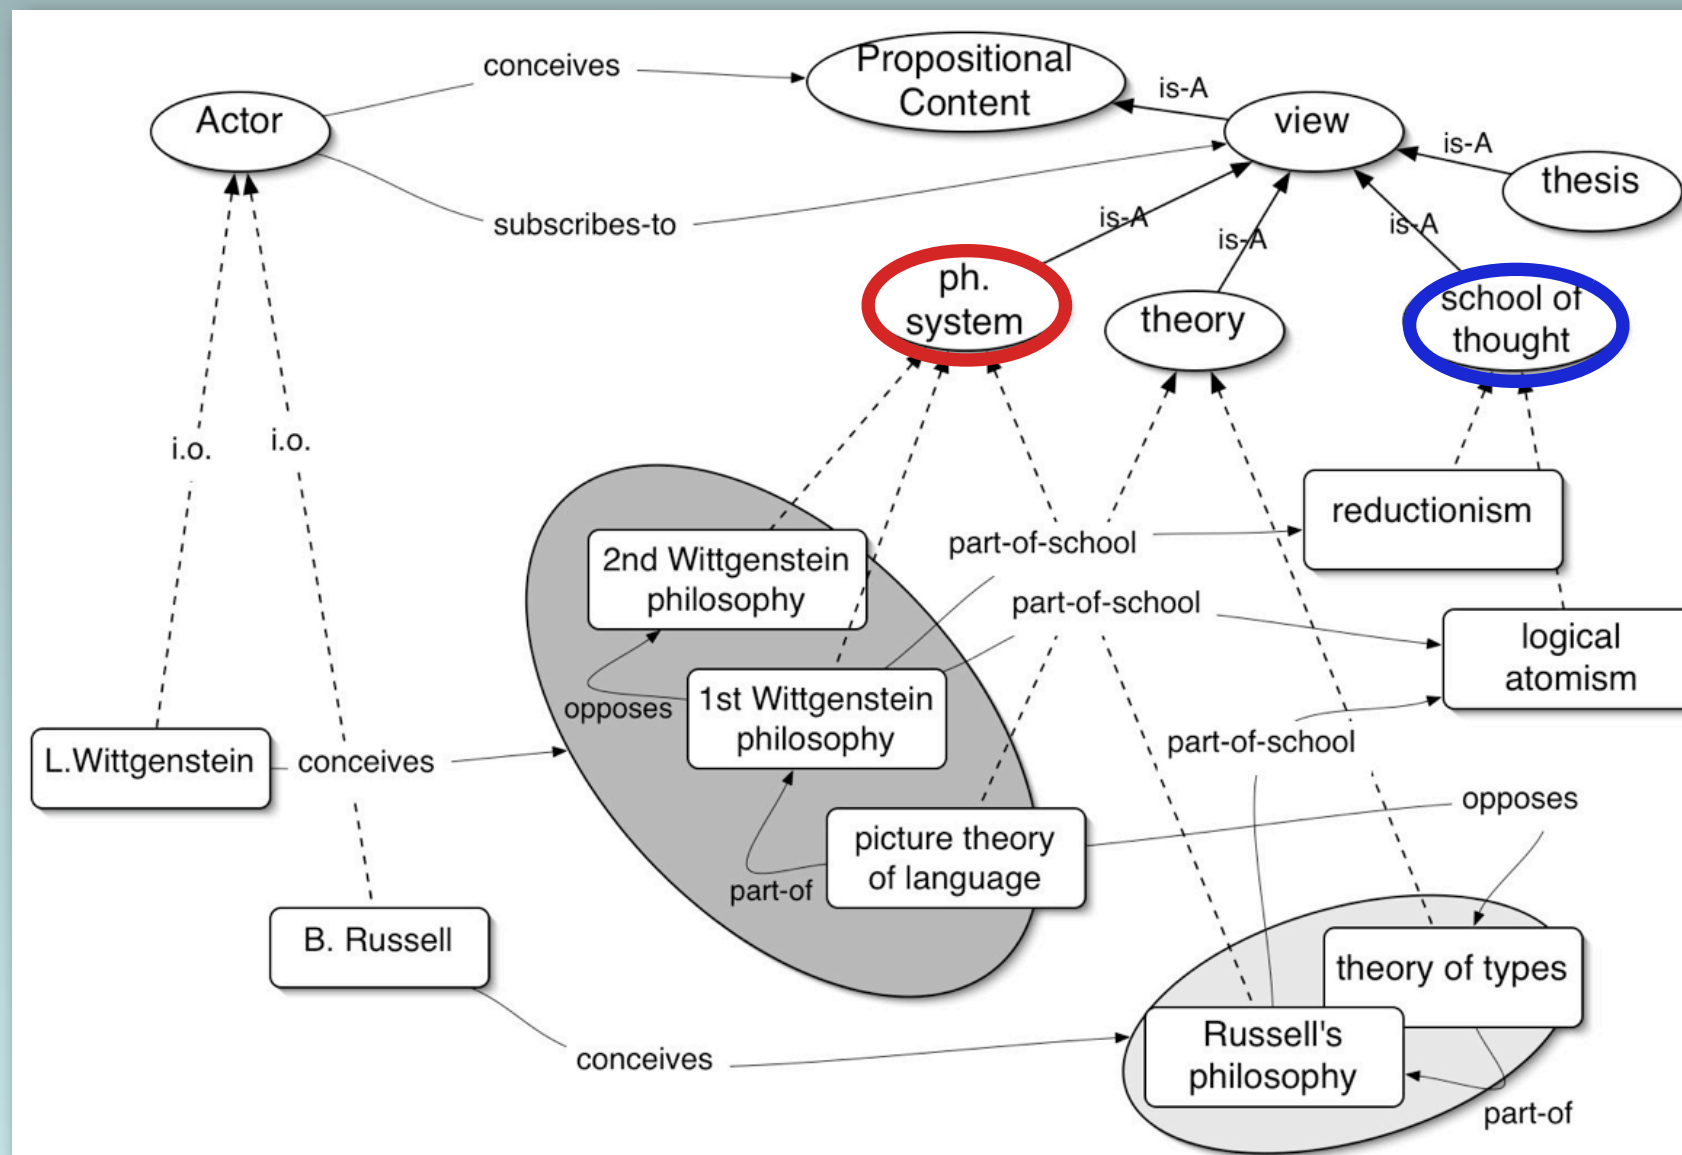 conceives
Propositional
Content
is-A
Actor
view
is-A
thesis
subscribes-to
is-A
is-A
is-A
ph.
system
theory
school of
thought
i.o.
i.o.
reductionism
2nd Wittgenstein
philosophy
part-of-school
part-of-school
logical
atomism
opposes
1st Wittgenstein
philosophy
L.Wittgenstein
conceives
part-of-school
opposes
picture theory
of language
part-of
B. Russell
theory of types
conceives
Russell's
philosophy
part-of